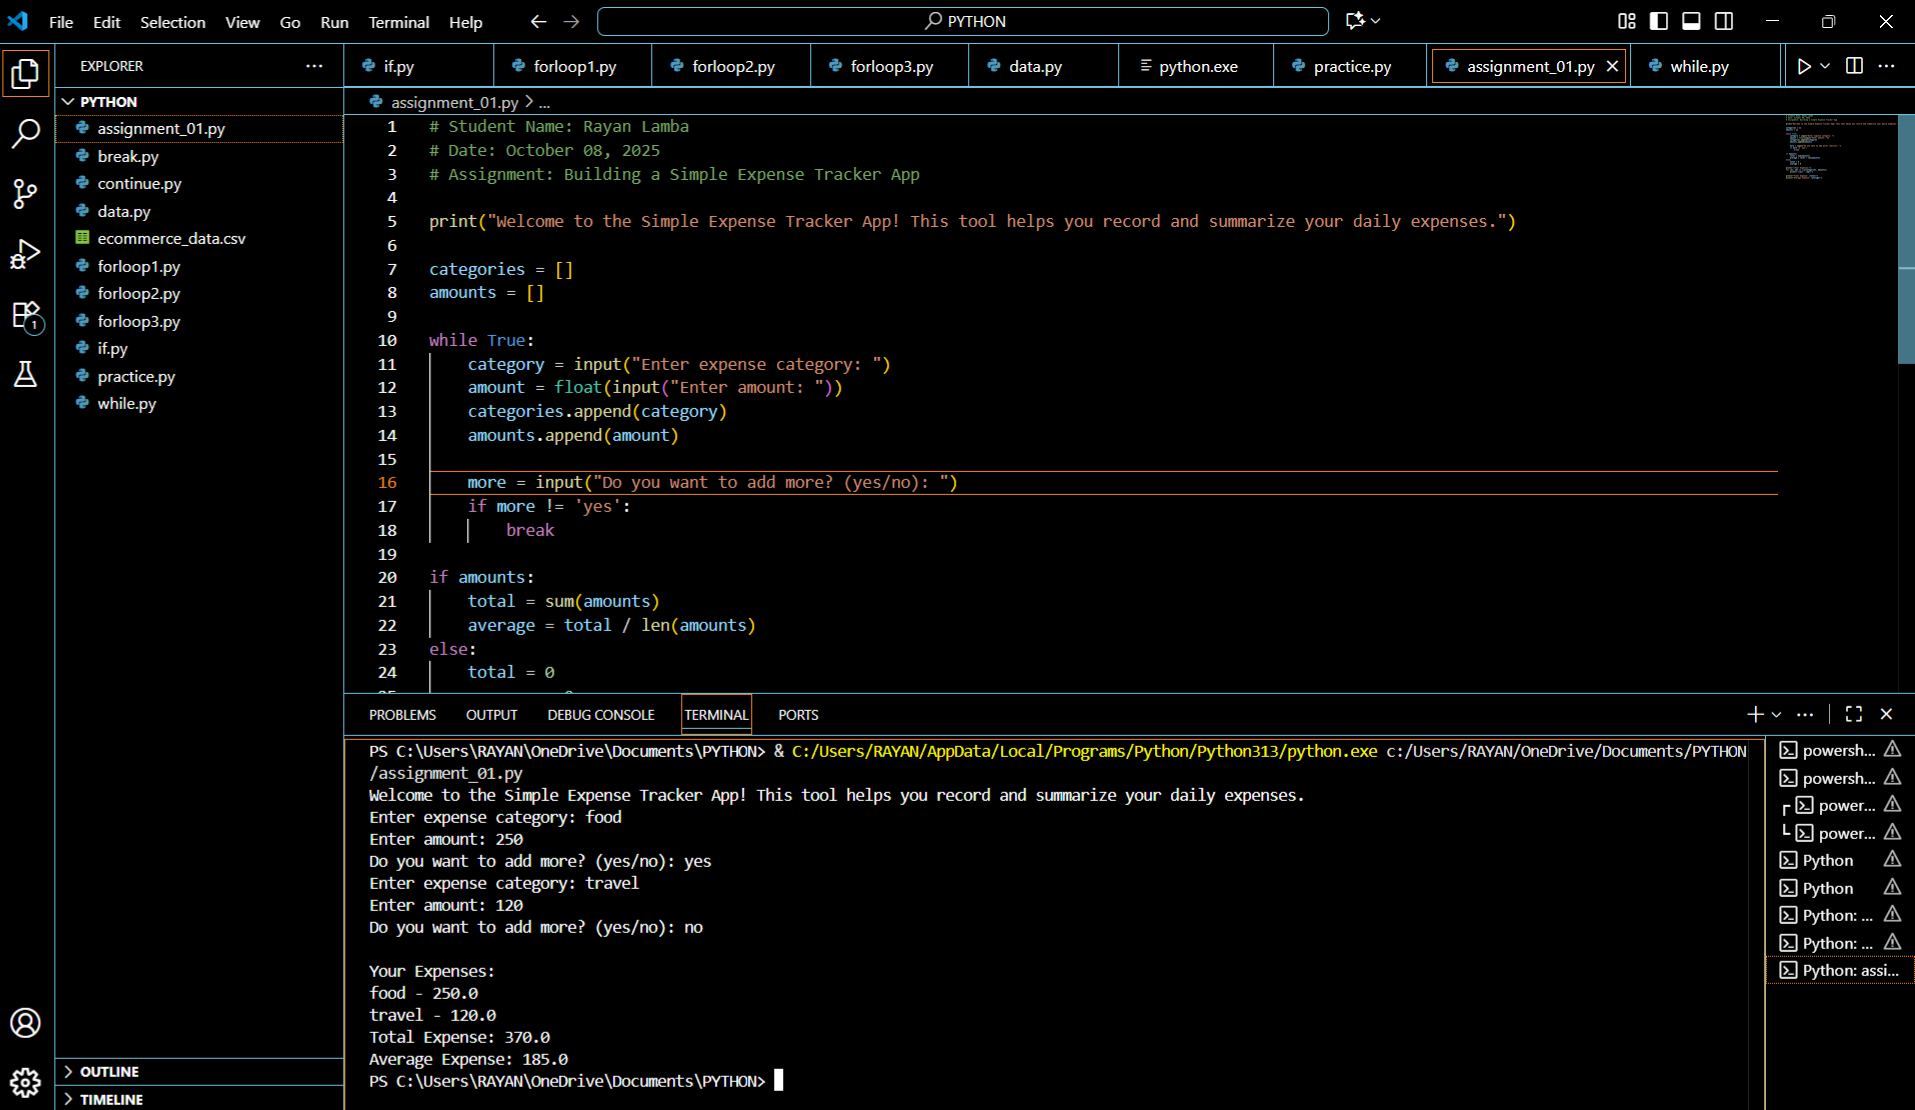 File Edit Selection View Go Run Terminal Help PYTHON
EXPLORER
PYTHON
assignment_01.py
break.py
continue.py
data.py
ecommerce_data.csv
forloop1.py
forloop2.py
forloop3.py
if.py
practice.py
while.py
OUTLINE
TIMELINE
1
if.py forloop1.py forloop2.py forloop3.py data.py python.exe practice.py assignment_01.py while.py
assignment_01.py > ...
1 # Student Name: Rayan Lamba
2 # Date: October 08, 2025
3 # Assignment: Building a Simple Expense Tracker App
4
5 print("Welcome to the Simple Expense Tracker App! This tool helps you record and summarize your daily expenses.")
6
7 categories = []
8 amounts = []
9
10 while True:
11 category = input("Enter expense category: ")
12 amount = float(input("Enter amount: "))
13 categories.append(category)
14 amounts.append(amount)
15
16 more = input("Do you want to add more? (yes/no): ")
17 if more != 'yes':
18 break
19
20 if amounts:
21 total = sum(amounts)
22 average = total / len(amounts)
23 else:
24 total = 0
PROBLEMS OUTPUT DEBUG CONSOLE TERMINAL PORTS
PS C:\Users\RAYAN\OneDrive\Documents\PYTHON> & C:/Users/RAYAN/AppData/Local/Programs/Python/Python313/python.exe c:/Users/RAYAN/OneDrive/Documents/PYTHON
/assignment_01.py
Welcome to the Simple Expense Tracker App! This tool helps you record and summarize your daily expenses.
Enter expense category: food
Enter amount: 250
Do you want to add more? (yes/no): yes
Enter expense category: travel
Enter amount: 120
Do you want to add more? (yes/no): no
Your Expenses:
food - 250.0
travel - 120.0
Total Expense: 370.0
Average Expense: 185.0
PS C:\Users\RAYAN\OneDrive\Documents\PYTHON>
powersh...
powersh...
power...
power...
Python
Python
Python: ...
Python: ...
Python: assi...